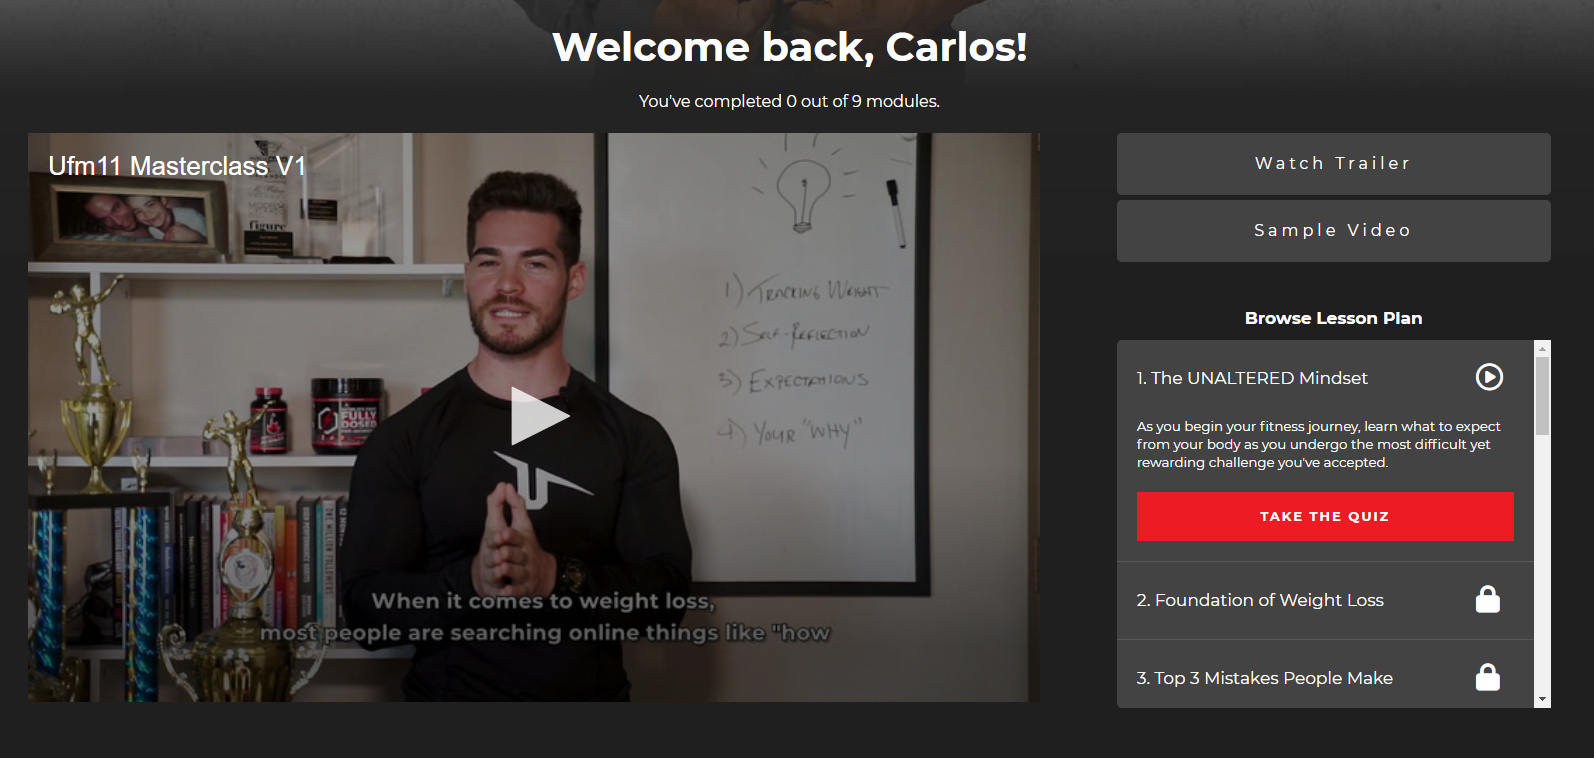 Welcome back, Carlos!
You've completed 0 out of 9 modules.
Ufm11 Masterclass V1
figure
1) TRACKING WEIGHT
2) SELF-REFLECTION
3) EXPECTATIONS
4) YOUR "WHY"
FULLY
DOSED
When it comes to weight loss,
most people are searching online things like "how
Watch Trailer
Sample Video
Browse Lesson Plan
1. The UNALTERED Mindset
As you begin your fitness journey, learn what to expect
from your body as you undergo the most difficult yet
rewarding challenge you've accepted.
TAKE THE QUIZ
2. Foundation of Weight Loss
3. Top 3 Mistakes People Make